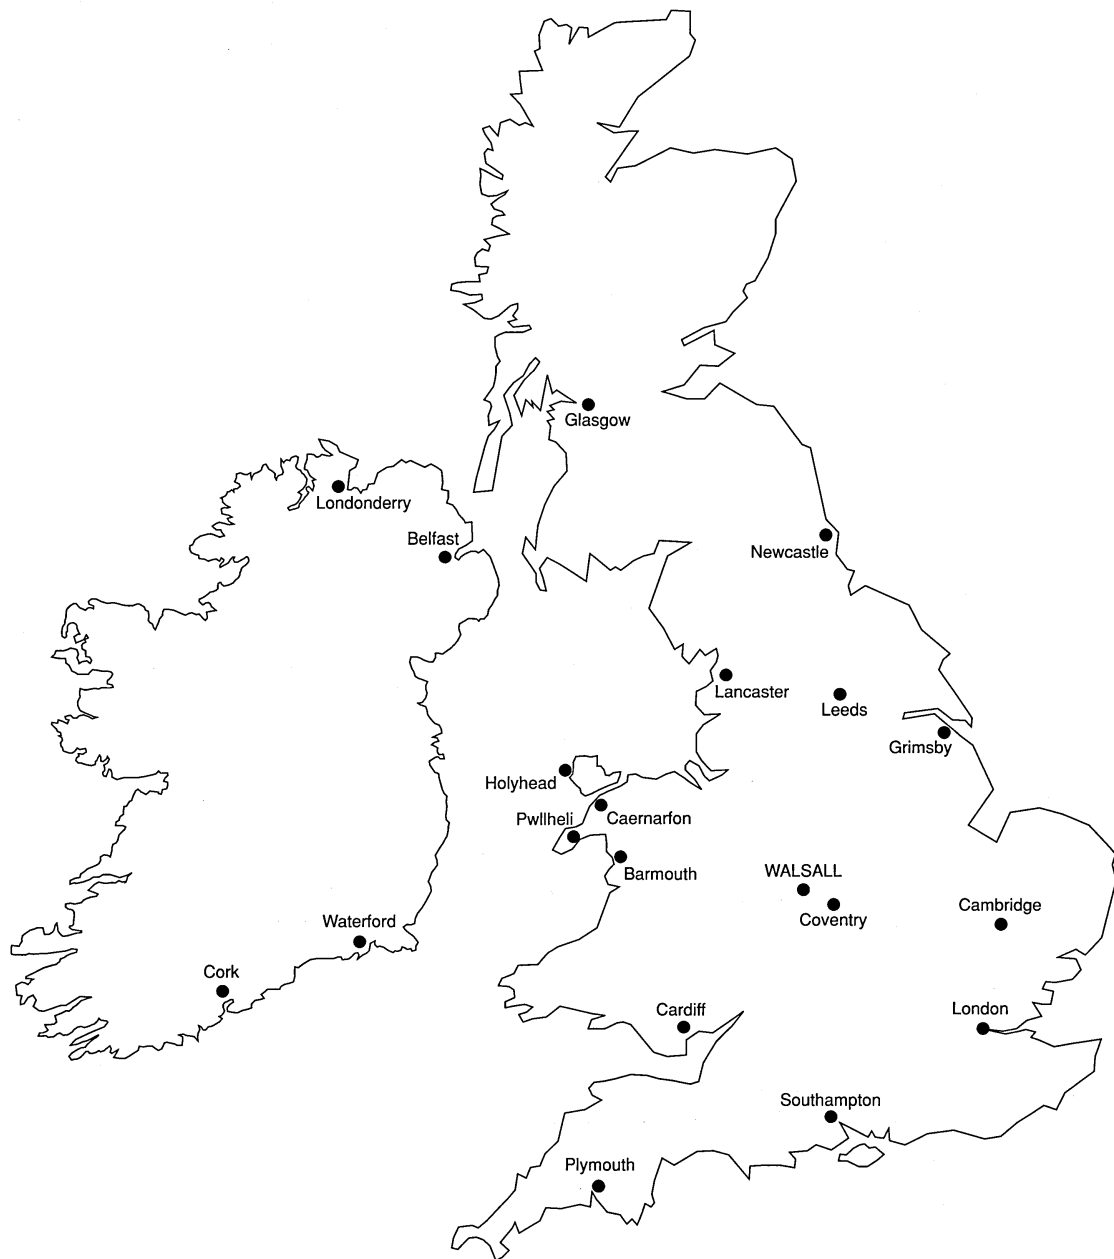 Glasgow
Londonderry
Belfast
Newcastle
Lancaster
Leeds
Grimsby
Holyhead
Caernarfon
Pwllheli
Barmouth
WALSALL
Coventry
Cambridge
Waterford
Cork
Cardiff
London
Southampton
Plymouth